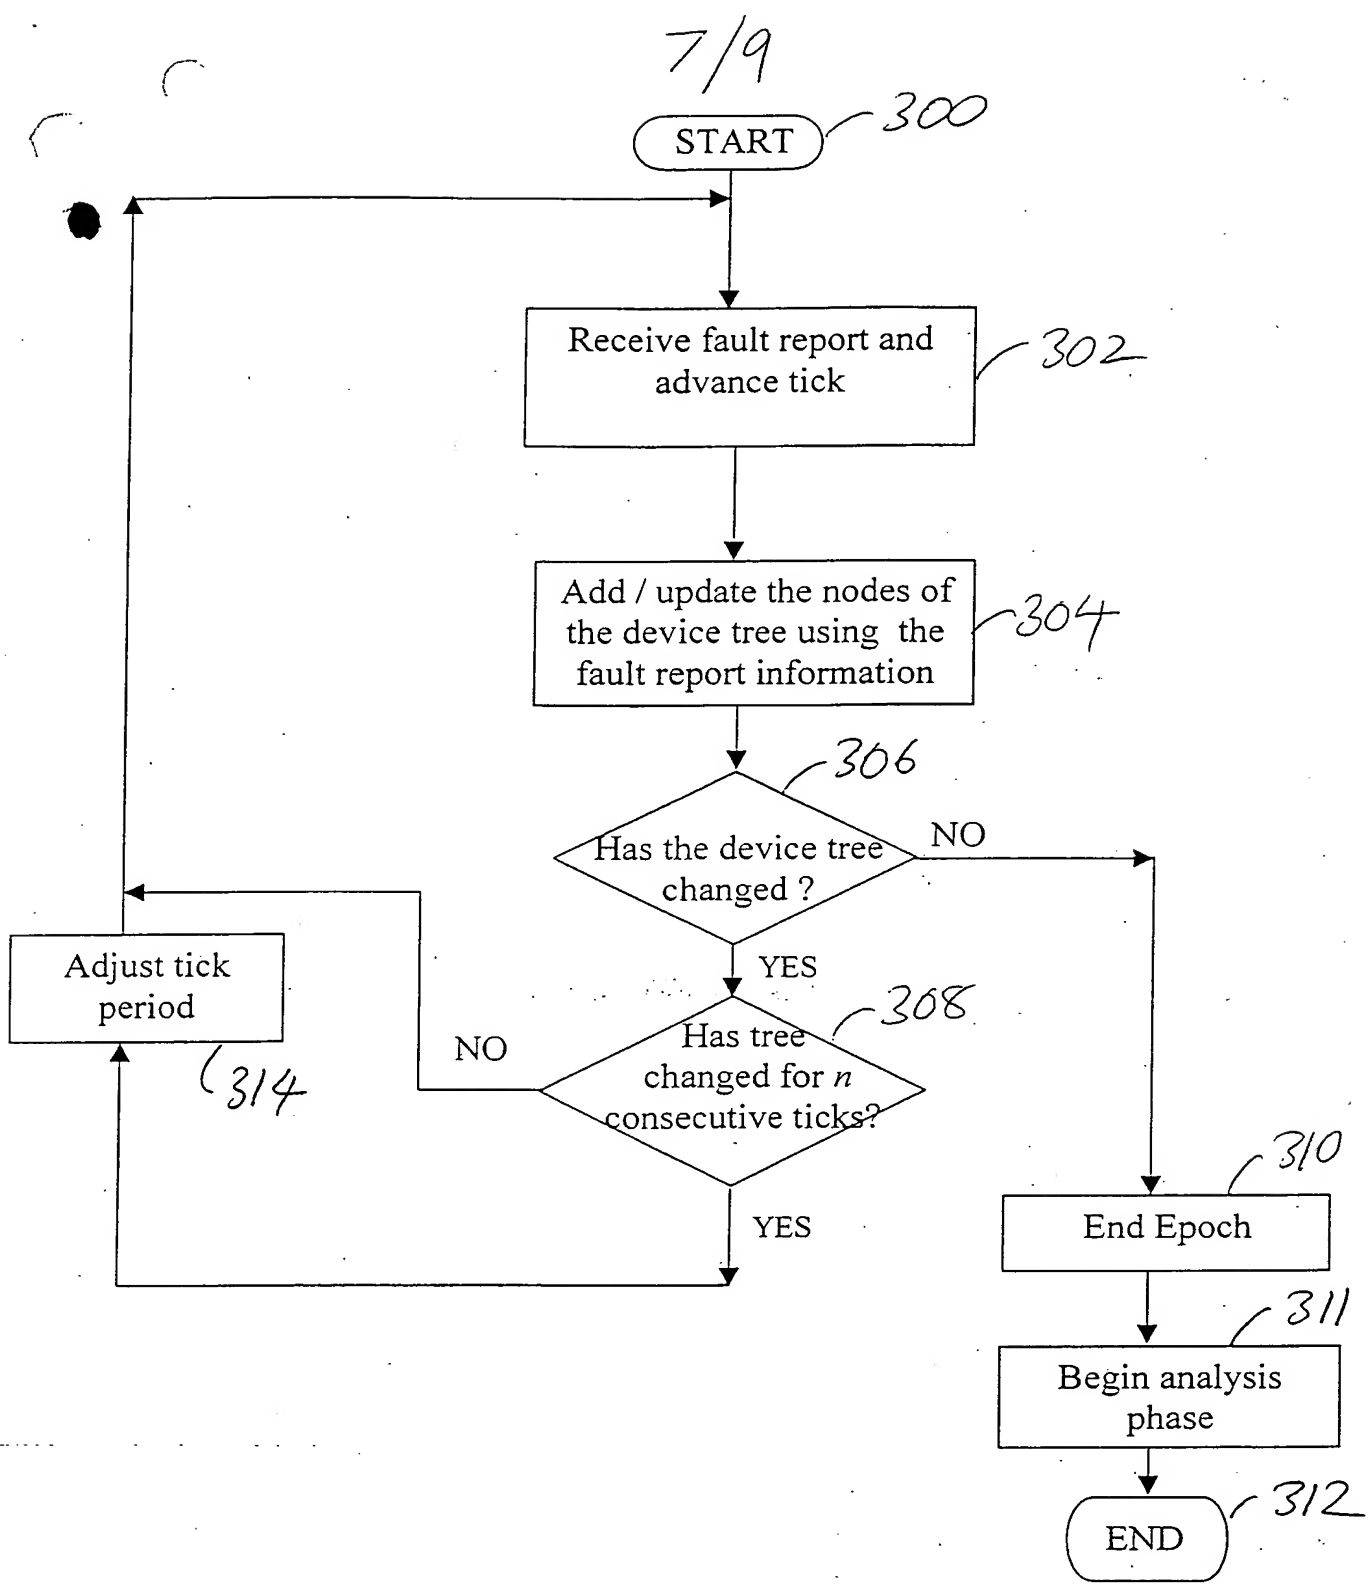 7/9
START
300
Receive fault report and
advance tick
302
Add / update the nodes of
the device tree using the
fault report information
304
306
Has the device tree
changed ?
NO
YES
308
Has tree
changed for n
consecutive ticks?
NO
YES
Adjust tick
period
314
310
End Epoch
311
Begin analysis
phase
312
END